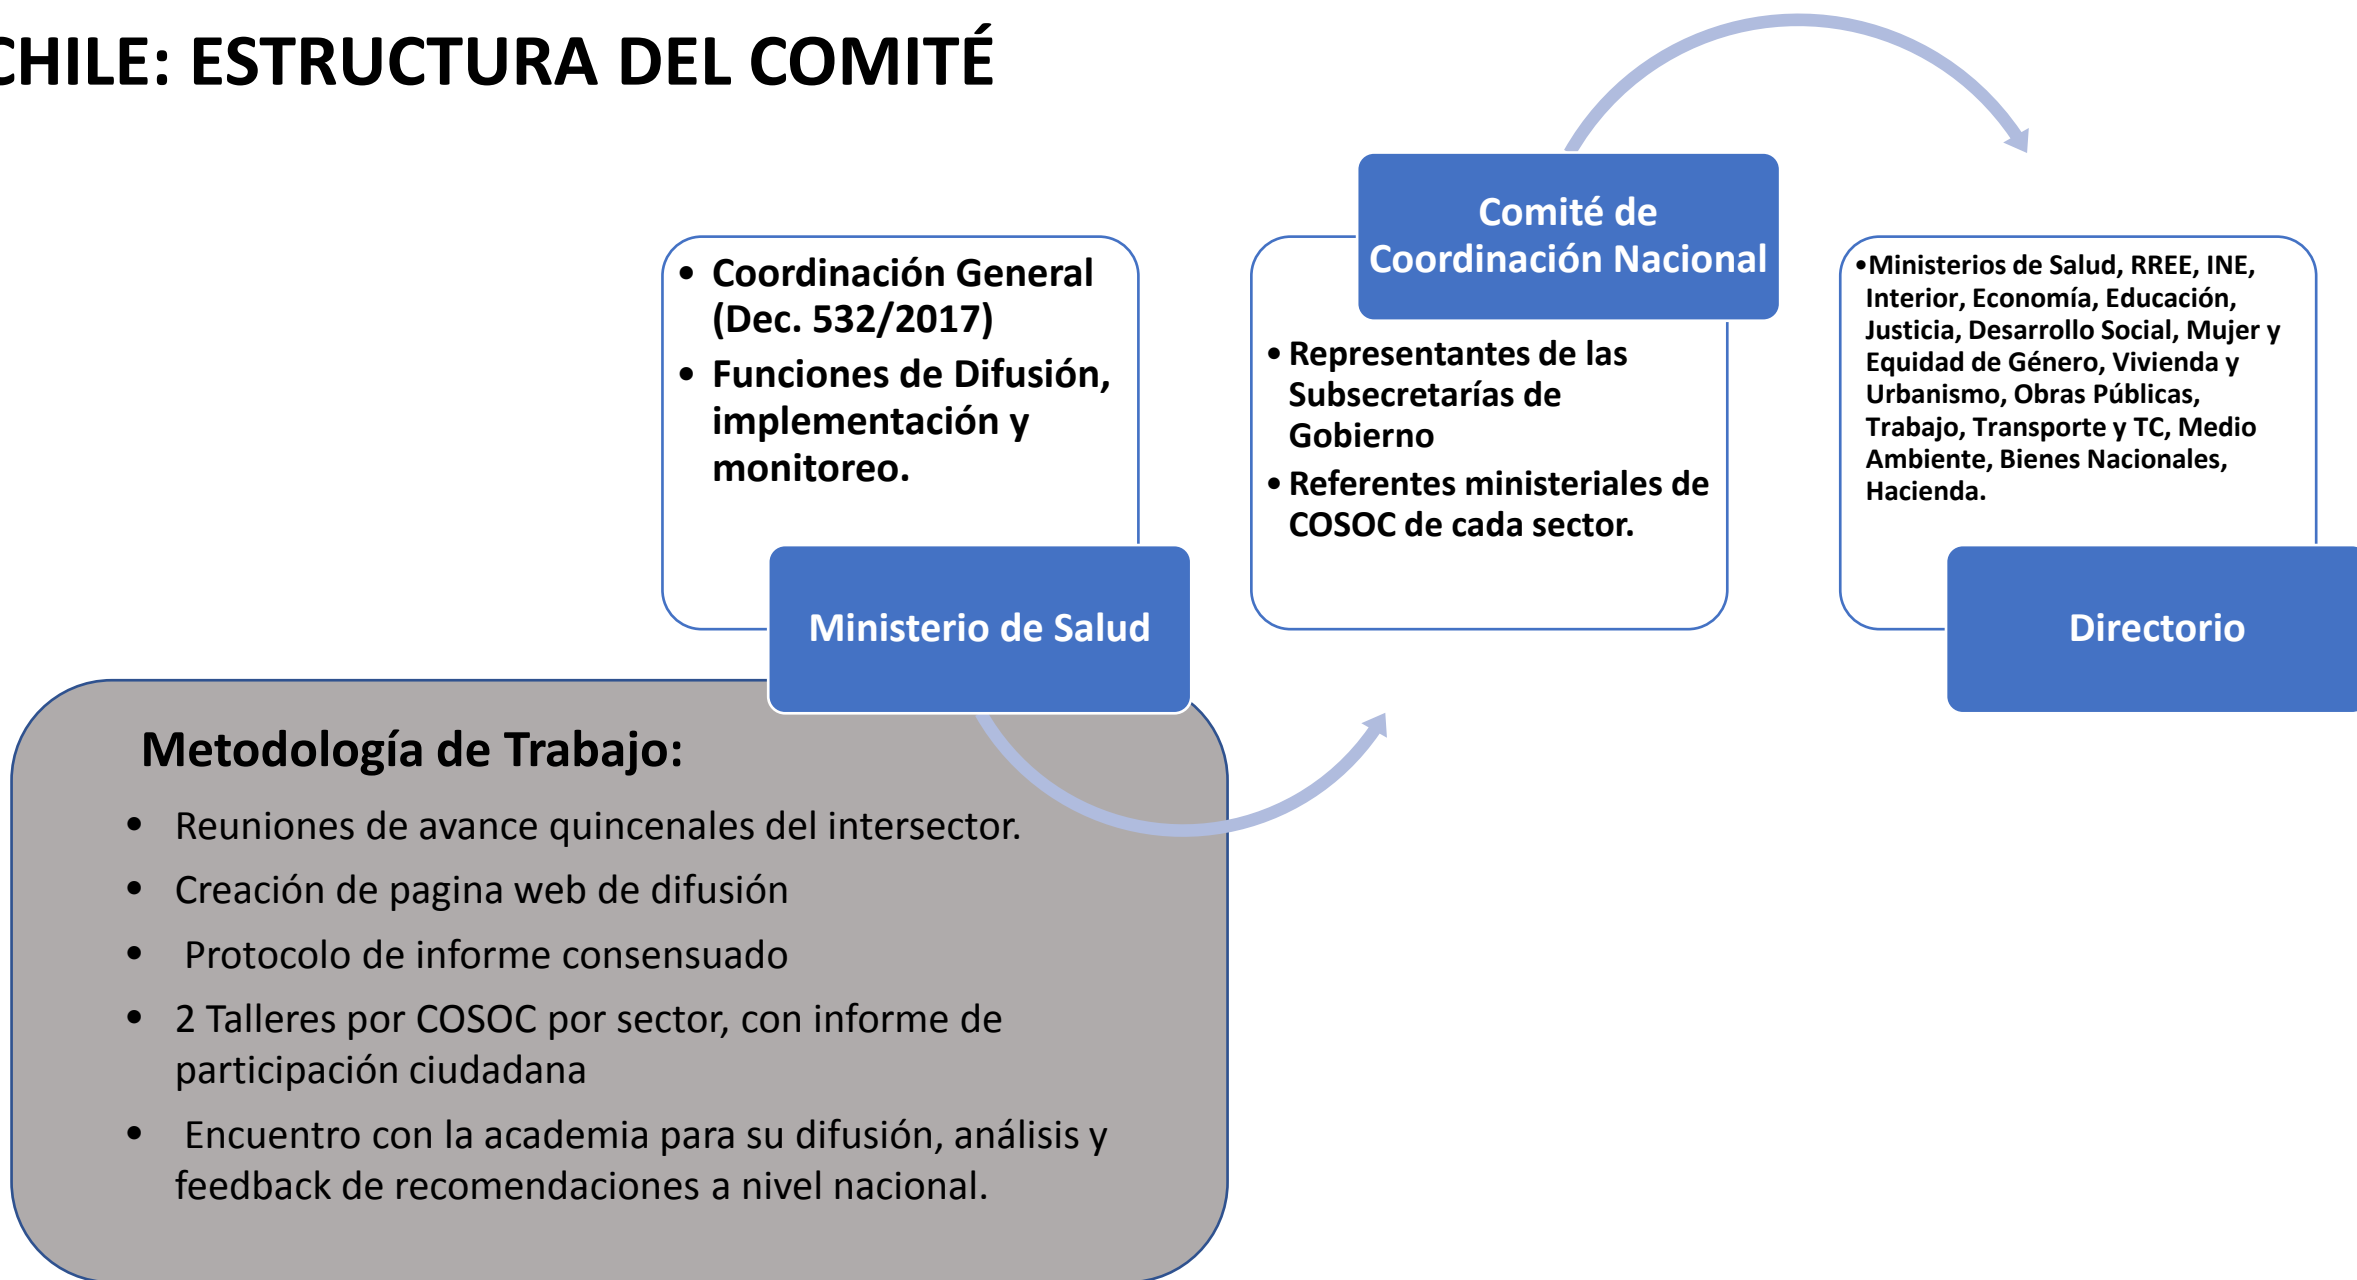 CHILE: ESTRUCTURA DEL COMITÉ
• Coordinación General
(Dec. 532/2017)
• Funciones de Difusión,
implementación y
monitoreo.
Ministerio de Salud
Comité de
Coordinación Nacional
• Representantes de las
Subsecretarías de
Gobierno
• Referentes ministeriales de
COSOC de cada sector.
•Ministerios de Salud, RREE, INE,
Interior, Economía, Educación,
Justicia, Desarrollo Social, Mujer y
Equidad de Género, Vivienda y
Urbanismo, Obras Públicas,
Trabajo, Transporte y TC, Medio
Ambiente, Bienes Nacionales,
Hacienda.
Directorio
Metodología de Trabajo:
• Reuniones de avance quincenales del intersector.
• Creación de pagina web de difusión
• Protocolo de informe consensuado
• 2 Talleres por COSOC por sector, con informe de
participación ciudadana
• Encuentro con la academia para su difusión, análisis y
feedback de recomendaciones a nivel nacional.